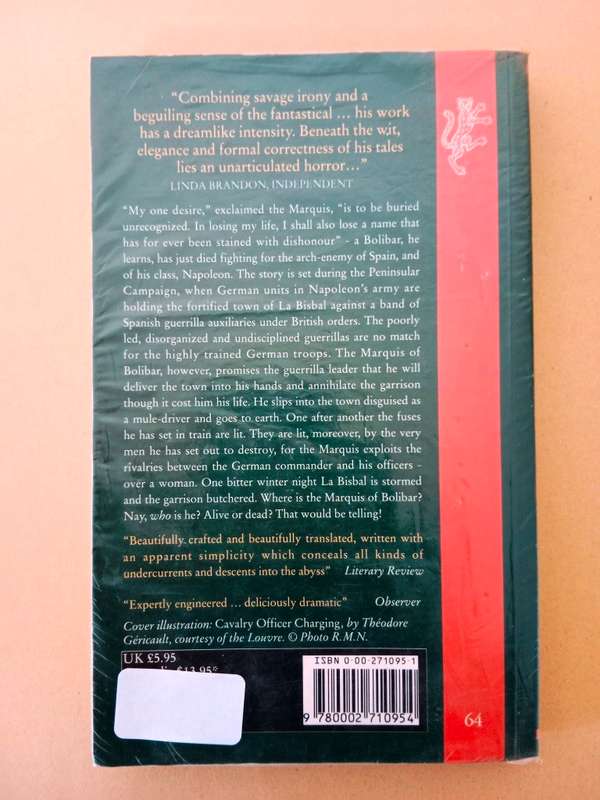 “Combining savage irony and a
beguiling sense of the fantastical ... his work
has a dreamlike intensity. Beneath the wit,
elegance and formal correctness of his tales
lies an unarticulated horror...”
LINDA BRANDON, INDEPENDENT
“My one desire,” exclaimed the Marquis, “is to be buried
unrecognized. In losing my life, I shall also lose a name that
has for ever been stained with dishonour” - a Bolibar, he
learns, has just died fighting for the arch-enemy of Spain, and
of his class, Napoleon. The story is set during the Peninsular
Campaign, when German units in Napoleon's army are
holding the fortified town of La Bisbal against a band of
Spanish guerrilla auxiliaries under British orders. The poorly
led, disorganized and undisciplined guerrillas are no match
for the highly trained German troops. The Marquis of
Bolibar, however, promises the guerrilla leader that he will
deliver the town into his hands and annihilate the garrison
though it cost him his life. He slips into the town disguised as
a mule-driver and goes to earth. One after another the fuses
he has set in train are lit. They are lit, moreover, by the very
men he has set out to destroy, for the Marquis exploits the
rivalries between the German commander and his officers -
over a woman. One bitter winter night La Bisbal is stormed
and the garrison butchered. Where is the Marquis of Bolibar?
Nay, who is he? Alive or dead? That would be telling!
“Beautifully crafted and beautifully translated, written with
an apparent simplicity which conceals all kinds of
undercurrents and descents into the abyss” Literary Review
“Expertly engineered ... deliciously dramatic” Observer
Cover illustration: Cavalry Officer Charging, by Théodore
Géricault, courtesy of the Louvre. © Photo R.M.N.
UK £5.95
ISBN 0-00-271095-1
9 780002 710954
64